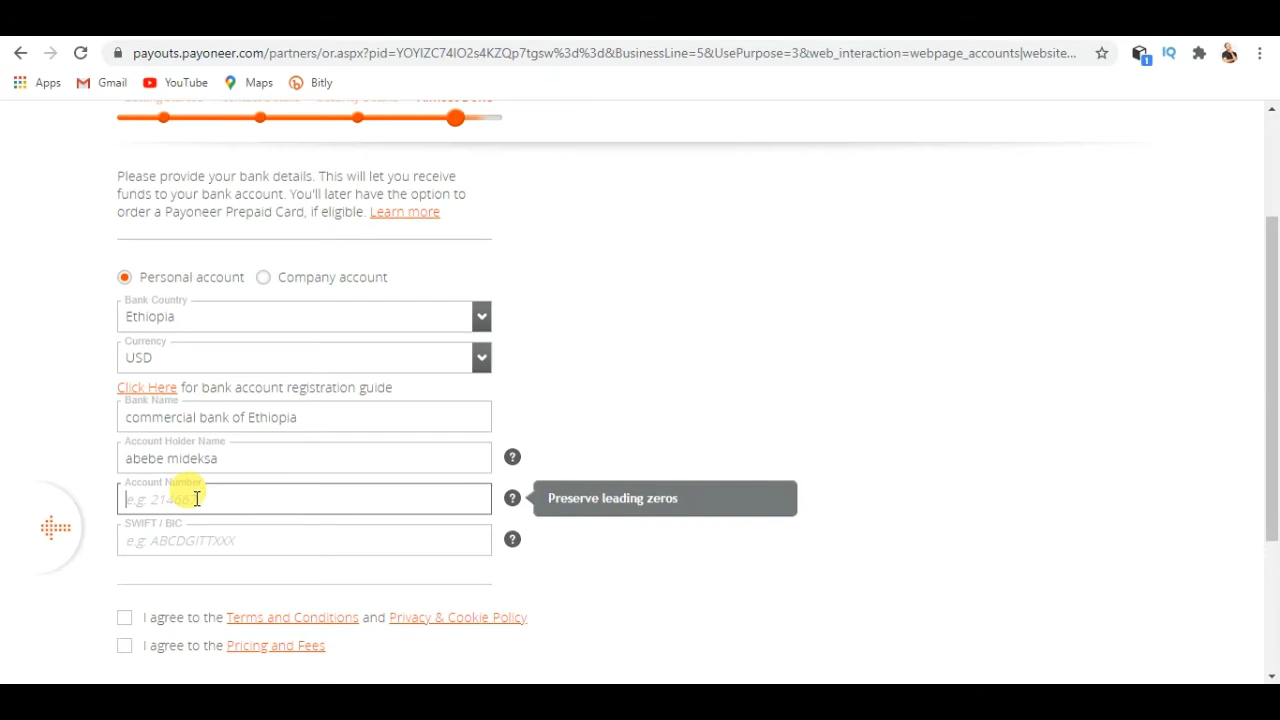 payouts.payoneer.com/partners/or.aspx?pid=YOYIZC74IO2s4KZQp7tgsw%3d%3d&BusinessLine=5&UsePurpose=3&web_interaction=webpage_accounts|website...
IQ
1
Apps
Gmail
YouTube
Maps
Bitly
Please provide your bank details. This will let you receive
funds to your bank account. You'll later have the option to
order a Payoneer Prepaid Card, if eligible. Learn more
Personal account
Company account
Bank Country
Ethiopia
Currency
USD
Click Here for bank account registration guide
Bank Name
commercial bank of Ethiopia
Account Holder Name
abebe mideksa
?
Account Number
e.g: 
?
Preserve leading zeros
SWIFT / BIC
e.g: ABCDGITTXXX
?
I agree to the Terms and Conditions and Privacy & Cookie Policy
I agree to the Pricing and Fees